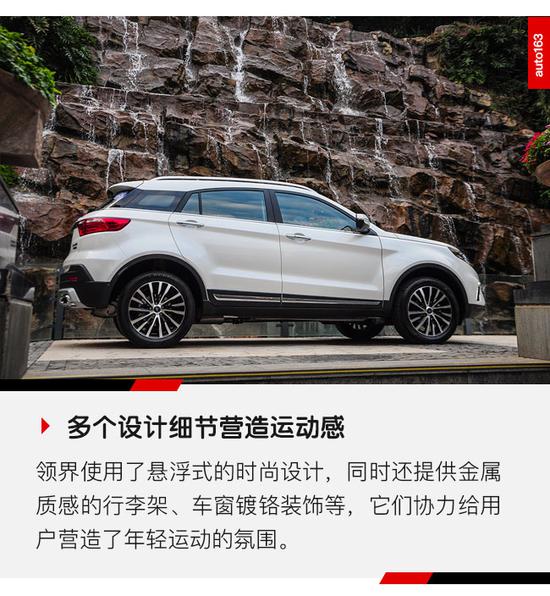 auto163
多个设计细节营造运动感
领界使用了悬浮式的时尚设计，同时还提供金属
质感的行李架、车窗镀铬装饰等，它们协力给用
户营造了年轻运动的氛围。